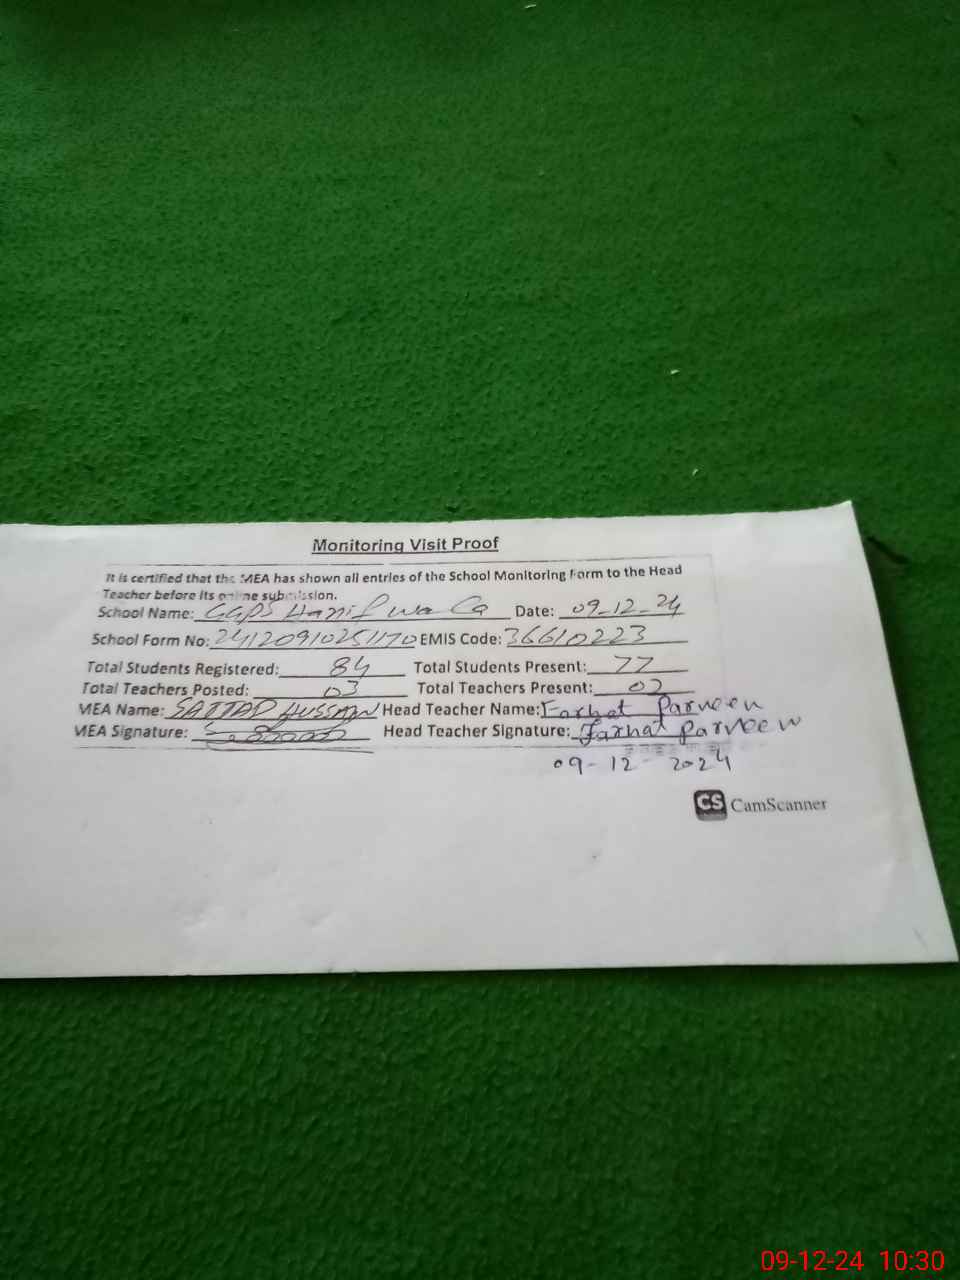 Monitoring Visit Proof
It is certified that the MEA has shown all entries of the School Monitoring Form to the Head
Teacher before its online submission.
School Name: GGPS Hanif wala Date: 09-12-24
School Form No: 24120910251170 EMIS Code: 36610223
Total Students Registered: 84 Total Students Present: 77
Total Teachers Posted: 03 Total Teachers Present:
MEA Name: SAJJAD HUSSAIN Head Teacher Name: Farhat Parveen
MEA Signature: Head Teacher Signature: Farhat Parveen
09-12-2024
CS CamScanner
09-12-24 10:30